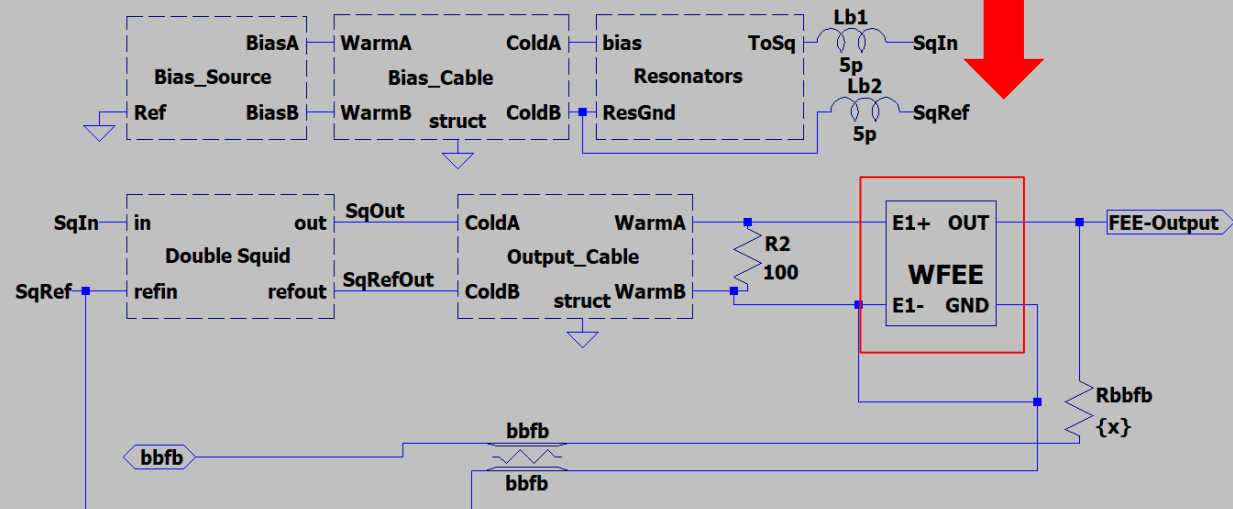 Lb1
BiasA WarmA ColdA bias ToSq SqIn
5p
Bias_Source Bias_Cable Resonators
Lb2
Ref BiasB WarmB struct ColdB ResGnd SqRef
5p
SqIn in out SqOut ColdA WarmA E1+ OUT FEE-Output
R2
Double Squid Output_Cable 100 WFEE
SqRef refin refout SqRefOut ColdB struct WarmB E1- GND
Rbbfb
{x}
bbfb
bbfb
bbfb